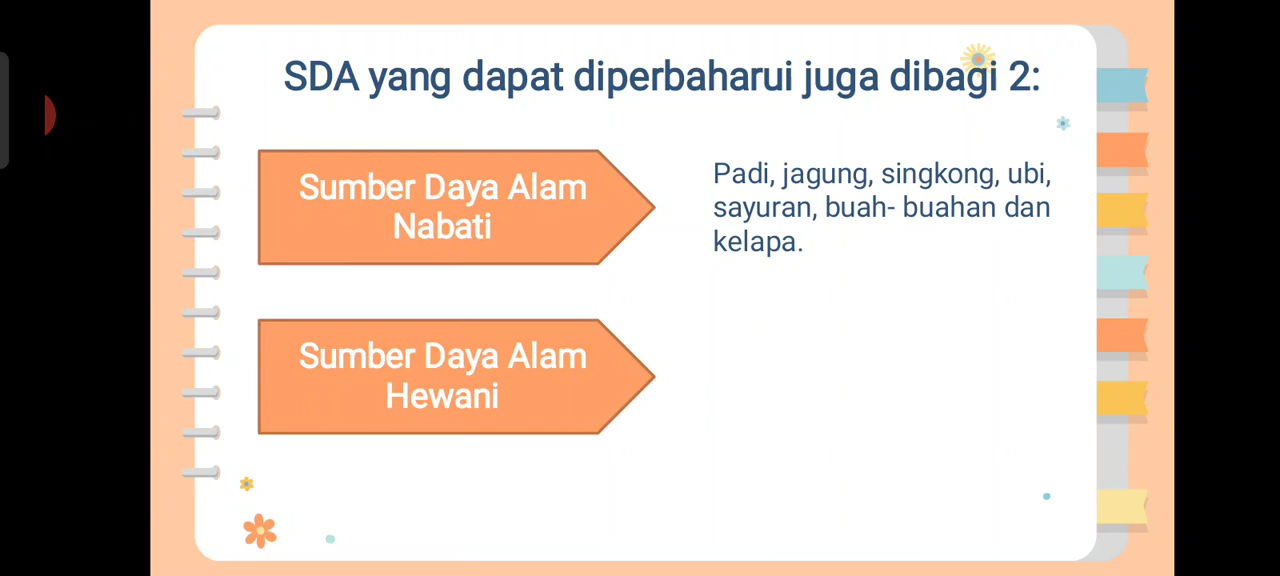 SDA yang dapat diperbaharui juga dibagi 2:
Sumber Daya Alam
Nabati
Padi, jagung, singkong, ubi,
sayuran, buah- buahan dan
kelapa.
Sumber Daya Alam
Hewani